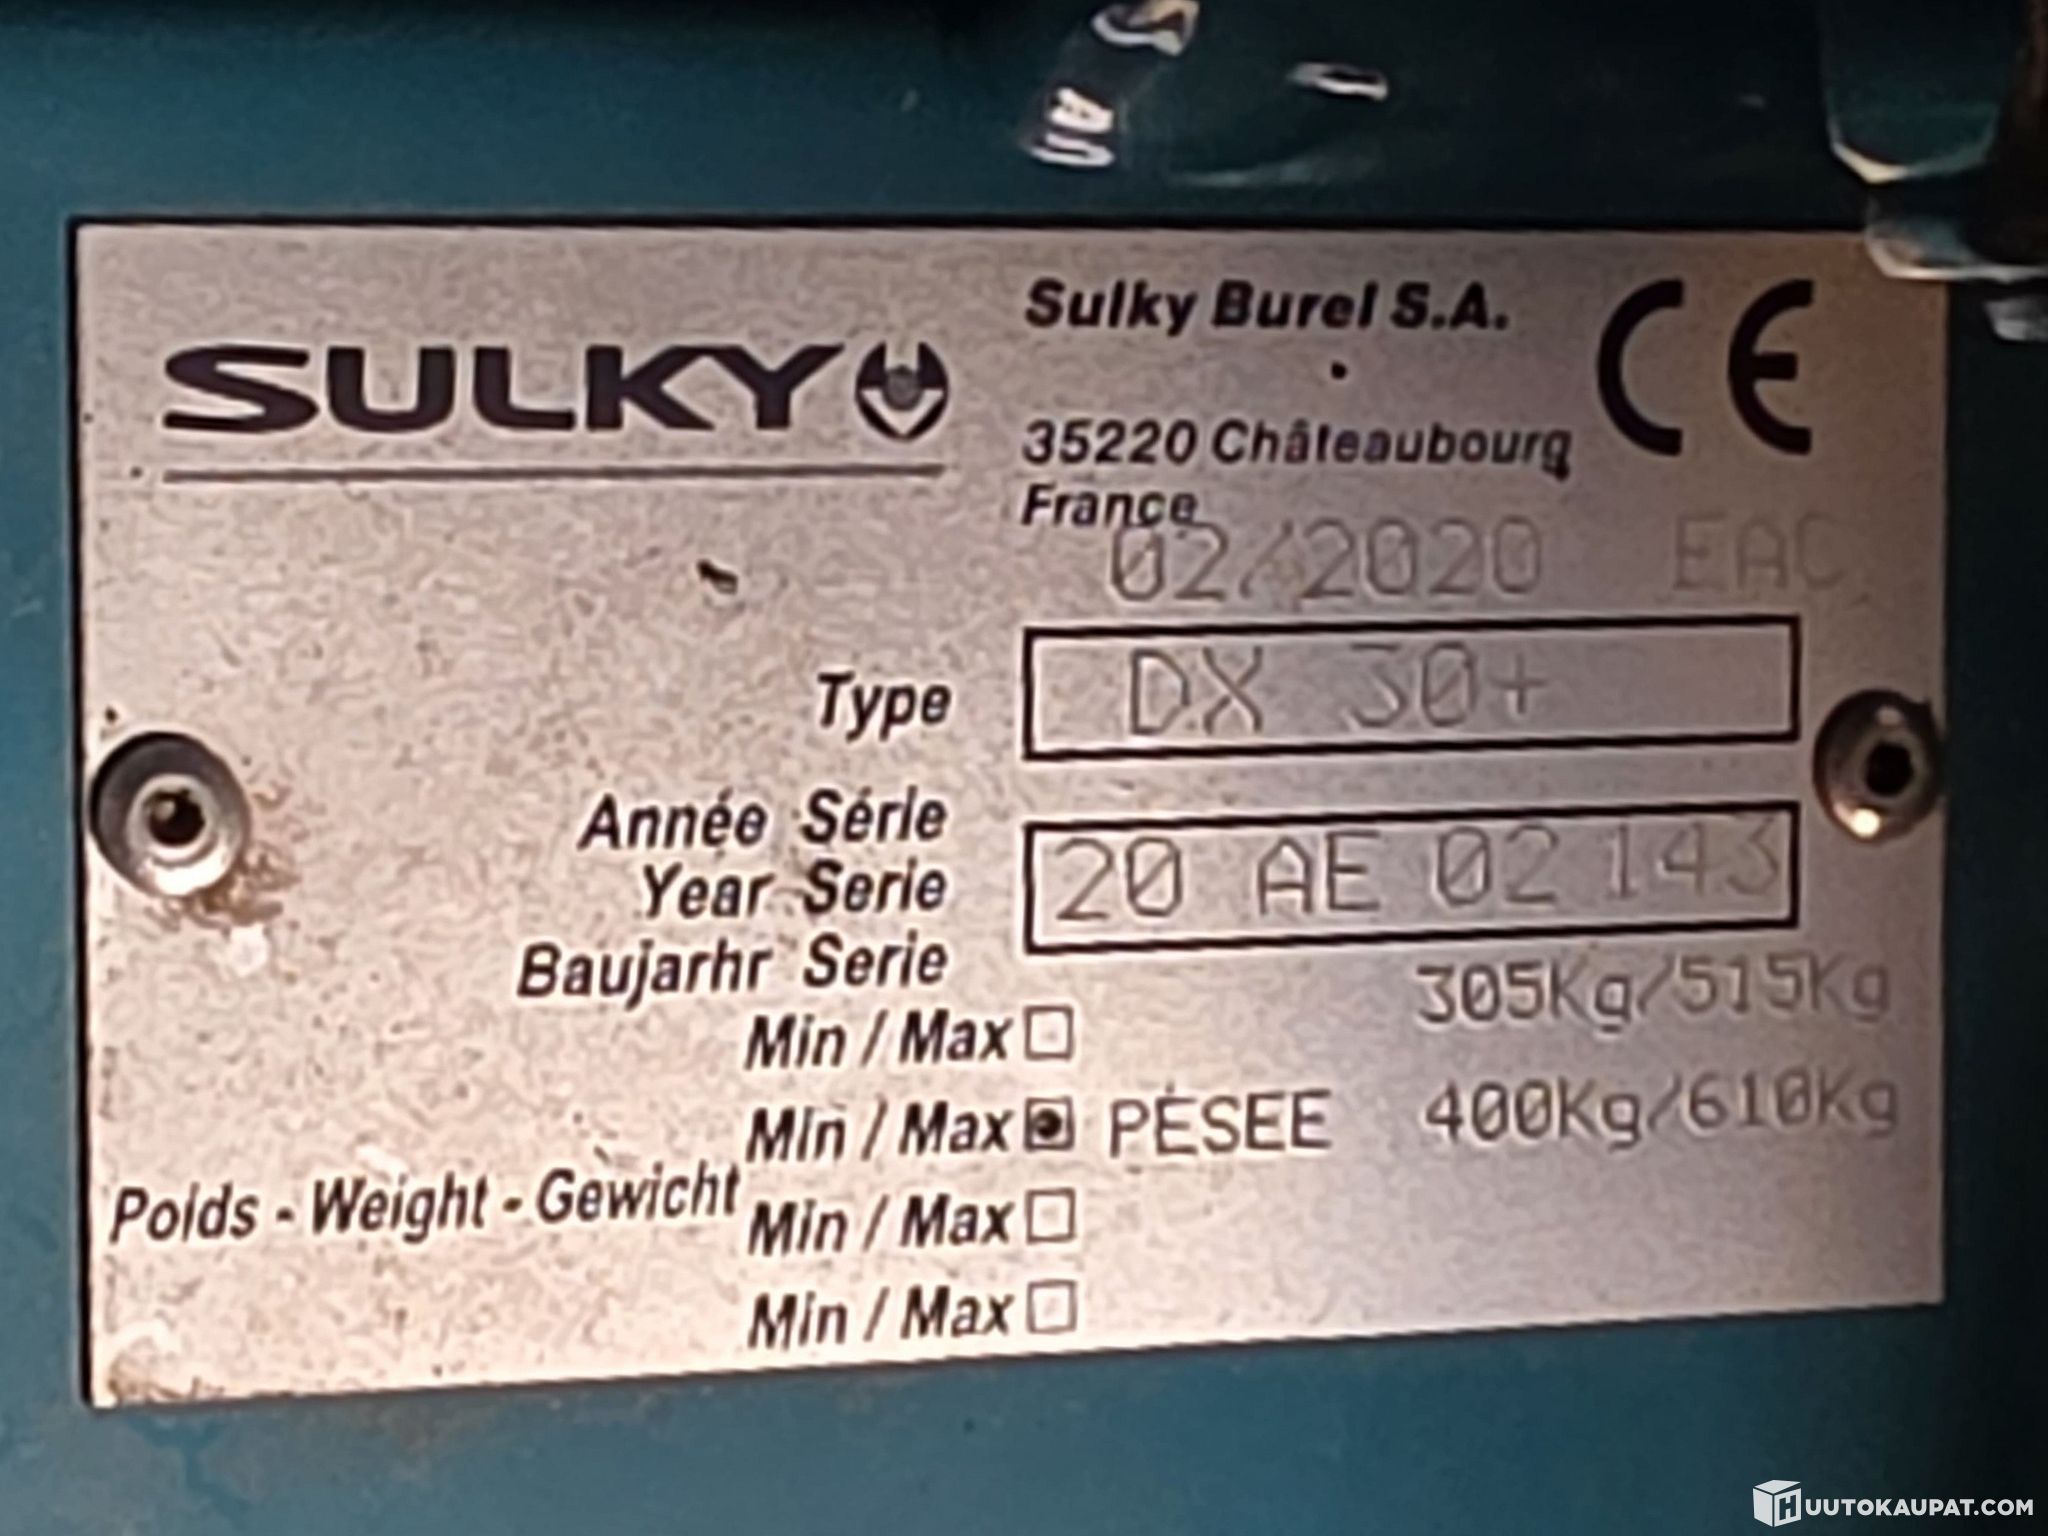 SULKY
Sulky Burel S.A.
CE
35220 Châteaubourg
France
02/2020 EAC
Type DX 30+
Année Série
Year Serie 20 AE 02 143
Baujarhr Serie
Min / Max 305Kg/515Kg
Min / Max PESEE 400Kg/610Kg
Poids - Weight - Gewicht
Min / Max
Min / Max
HUUTOKAUPAT.COM